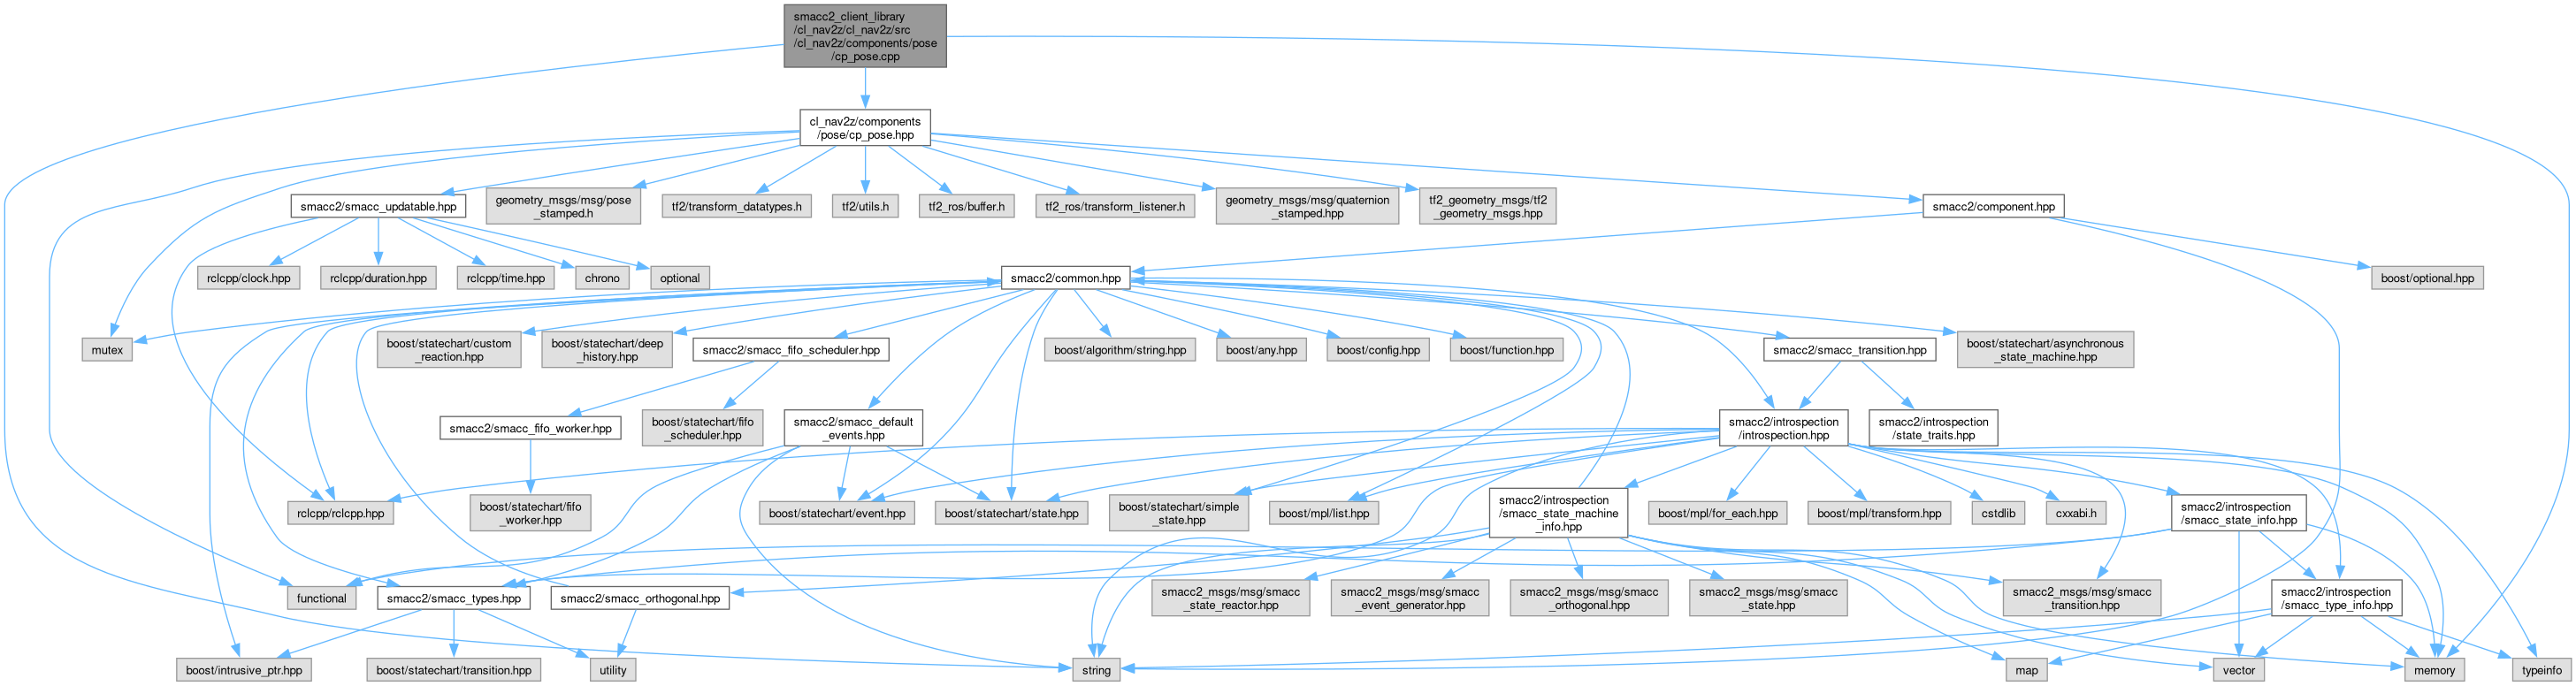 smacc2_client_library
/cl_nav2z/cl_nav2z/src
/cl_nav2z/components/pose
/cp_pose.cpp
cl_nav2z/components
/pose/cp_pose.hpp
smacc2/smacc_updatable.hpp
geometry_msgs/msg/pose
_stamped.h
tf2/transform_datatypes.h
tf2/utils.h
tf2_ros/buffer.h
tf2_ros/transform_listener.h
geometry_msgs/msg/quaternion
_stamped.hpp
tf2_geometry_msgs/tf2
_geometry_msgs.hpp
smacc2/component.hpp
rclcpp/clock.hpp
rclcpp/duration.hpp
rclcpp/time.hpp
chrono
optional
smacc2/common.hpp
boost/optional.hpp
mutex
boost/statechart/custom
_reaction.hpp
boost/statechart/deep
_history.hpp
smacc2/smacc_fifo_scheduler.hpp
boost/algorithm/string.hpp
boost/any.hpp
boost/config.hpp
boost/function.hpp
smacc2/smacc_transition.hpp
boost/statechart/asynchronous
_state_machine.hpp
smacc2/smacc_fifo_worker.hpp
boost/statechart/fifo
_scheduler.hpp
smacc2/smacc_default
_events.hpp
smacc2/introspection
/introspection.hpp
smacc2/introspection
/state_traits.hpp
rclcpp/rclcpp.hpp
boost/statechart/fifo
_worker.hpp
boost/statechart/event.hpp
boost/statechart/state.hpp
boost/statechart/simple
_state.hpp
boost/mpl/list.hpp
smacc2/introspection
/smacc_state_machine
_info.hpp
boost/mpl/for_each.hpp
boost/mpl/transform.hpp
cstdlib
cxxabi.h
smacc2/introspection
/smacc_state_info.hpp
functional
smacc2/smacc_types.hpp
smacc2/smacc_orthogonal.hpp
smacc2_msgs/msg/smacc
_state_reactor.hpp
smacc2_msgs/msg/smacc
_event_generator.hpp
smacc2_msgs/msg/smacc
_orthogonal.hpp
smacc2_msgs/msg/smacc
_state.hpp
smacc2_msgs/msg/smacc
_transition.hpp
smacc2/introspection
/smacc_type_info.hpp
boost/intrusive_ptr.hpp
boost/statechart/transition.hpp
utility
string
map
vector
memory
typeinfo